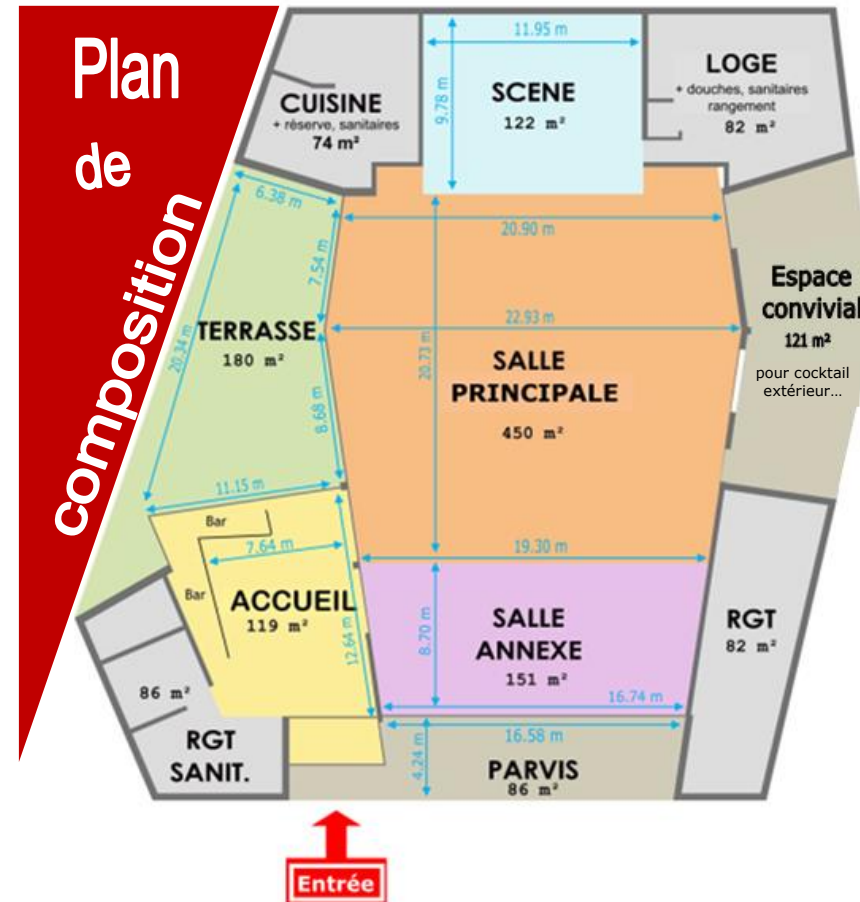 Plan
de
composition
CUISINE
+ réserve, sanitaires
74 m²
11.95 m
9.78 m
SCENE
122 m²
LOGE
+ douches, sanitaires
rangement
82 m²
6.38 m
7.54 m
20.34 m
TERRASSE
180 m²
8.68 m
11.15 m
20.90 m
22.93 m
20.73 m
SALLE
PRINCIPALE
450 m²
19.30 m
Espace
convivial
121 m²
pour cocktail
extérieur...
Bar
7.64 m
Bar
ACCUEIL
119 m²
12.64 m
8.70 m
SALLE
ANNEXE
151 m²
16.74 m
RGT
82 m²
86 m²
RGT
SANIT.
16.58 m
4.24 m
PARVIS
86 m²
Entrée